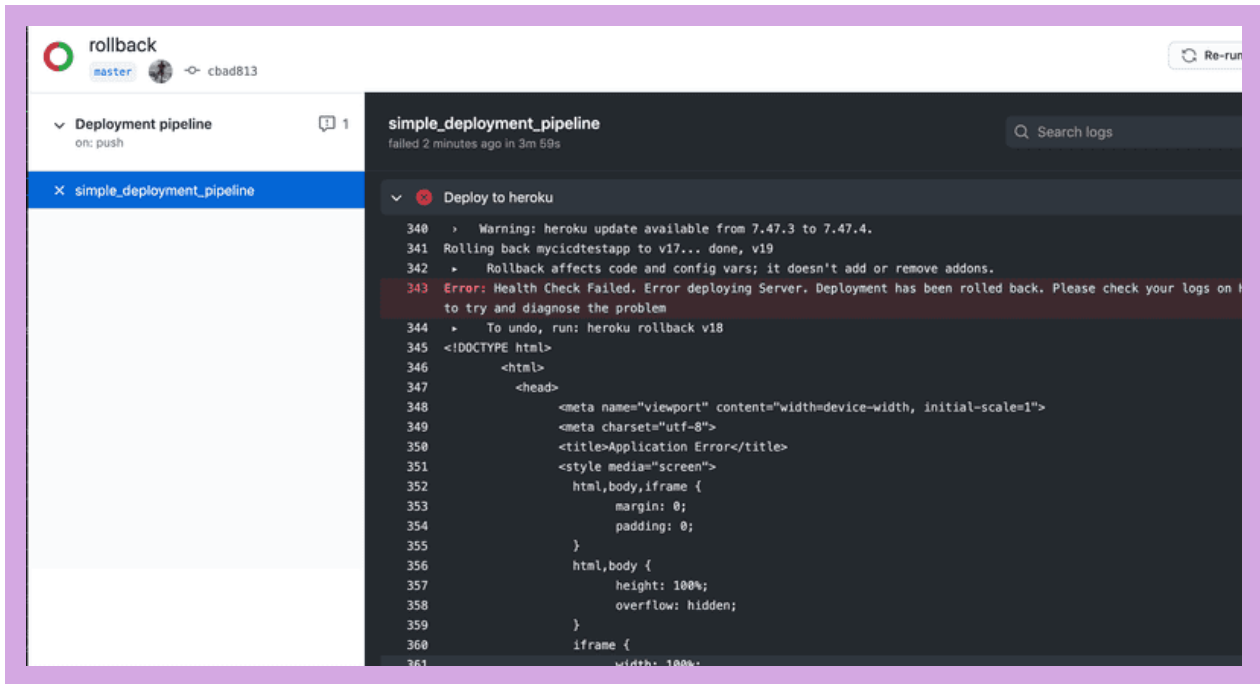 rollback
master cbad813
Re-run
Deployment pipeline 1
on: push
simple_deployment_pipeline
simple_deployment_pipeline
failed 2 minutes ago in 3m 59s
Search logs
Deploy to heroku
340 › Warning: heroku update available from 7.47.3 to 7.47.4.
341 Rolling back mycicdtestapp to v17... done, v19
342 ▸ Rollback affects code and config vars; it doesn't add or remove addons.
343 Error: Health Check Failed. Error deploying Server. Deployment has been rolled back. Please check your logs on
to try and diagnose the problem
344 ▸ To undo, run: heroku rollback v18
345 <!DOCTYPE html>
346 <html>
347 <head>
348 <meta name="viewport" content="width=device-width, initial-scale=1">
349 <meta charset="utf-8">
350 <title>Application Error</title>
351 <style media="screen">
352 html,body,iframe {
353 margin: 0;
354 padding: 0;
355 }
356 html,body {
357 height: 100%;
358 overflow: hidden;
359 }
360 iframe {
361 width: 100%;